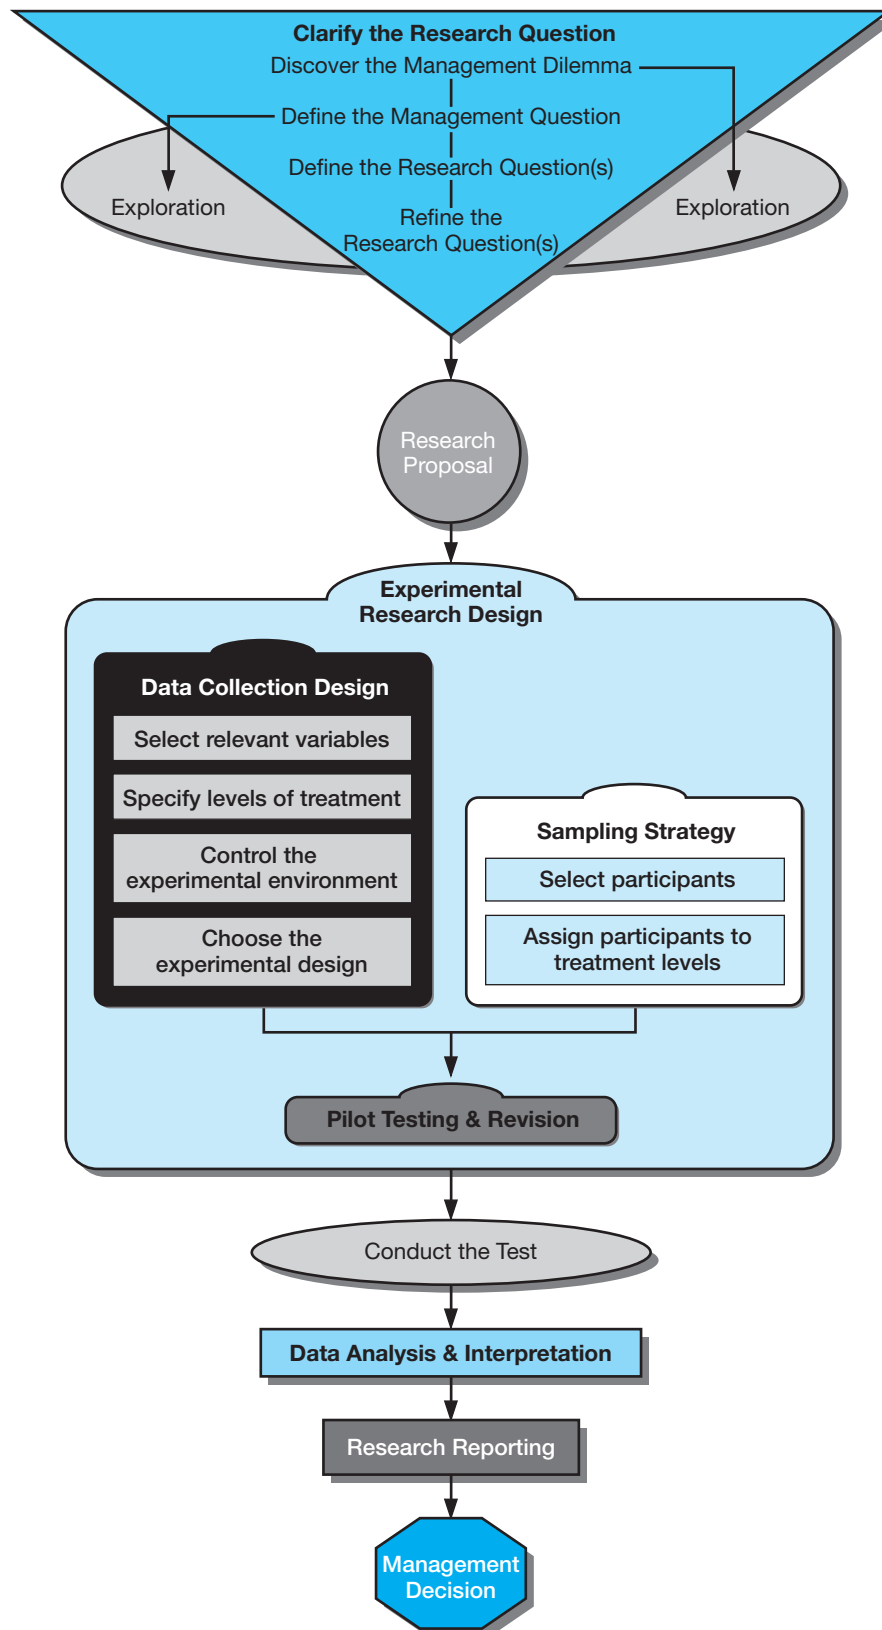 Clarify the Research Question
Discover the Management Dilemma
Define the Management Question
Define the Research Question(s)
Exploration
Refine the
Research Question(s)
Exploration
Research
Proposal
Experimental
Research Design
Data Collection Design
Select relevant variables
Specify levels of treatment
Control the
experimental environment
Choose the
experimental design
Sampling Strategy
Select participants
Assign participants to
treatment levels
Pilot Testing & Revision
Conduct the Test
Data Analysis & Interpretation
Research Reporting
Management
Decision